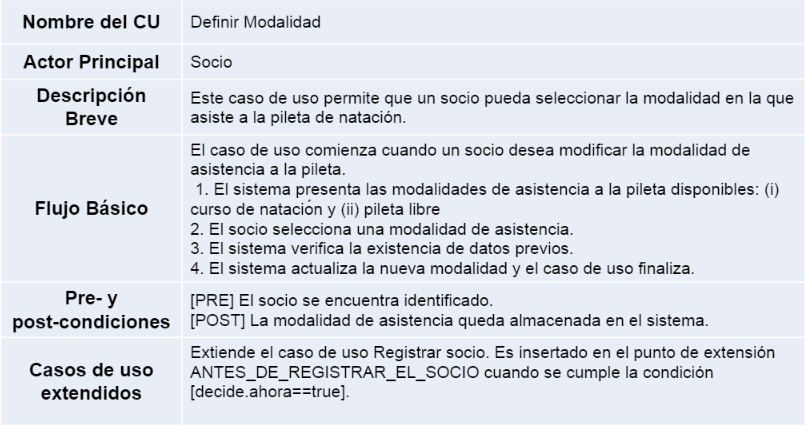 Nombre del CU
Definir Modalidad
Actor Principal
Socio
Descripción
Breve
Este caso de uso permite que un socio pueda seleccionar la modalidad en la que
asiste a la pileta de natación.
Flujo Básico
El caso de uso comienza cuando un socio desea modificar la modalidad de
asistencia a la pileta.
1. El sistema presenta las modalidades de asistencia a la pileta disponibles: (i)
curso de natación y (ii) pileta libre
2. El socio selecciona una modalidad de asistencia.
3. El sistema verifica la existencia de datos previos.
4. El sistema actualiza la nueva modalidad y el caso de uso finaliza.
Pre- y
post-condiciones
[PRE] El socio se encuentra identificado.
[POST] La modalidad de asistencia queda almacenada en el sistema.
Casos de uso
extendidos
Extiende el caso de uso Registrar socio. Es insertado en el punto de extensión
ANTES_DE_REGISTRAR_EL_SOCIO cuando se cumple la condición
[decide.ahora==true].